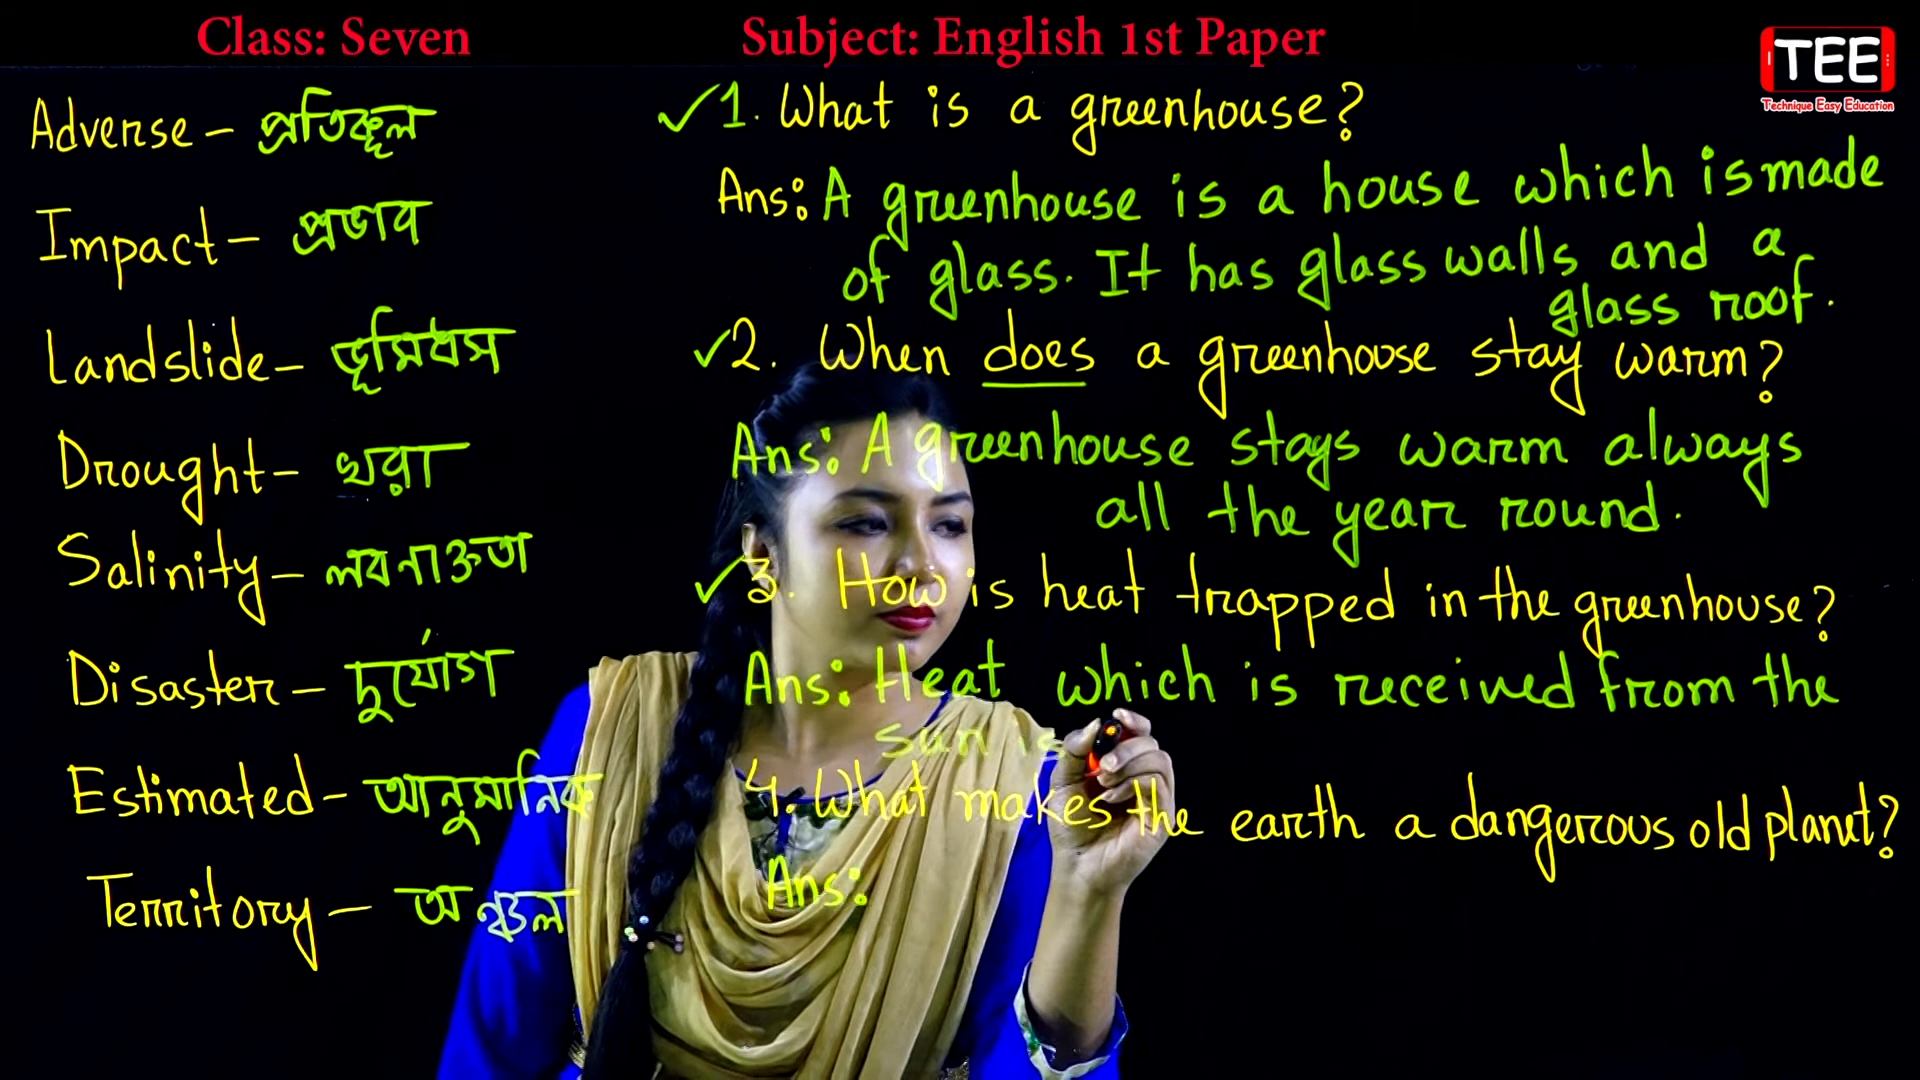 Class: Seven
Subject: English 1st Paper
TEE
Technique Easy Education
Adverse – প্রতিকূল
Impact – প্রভাব
Landslide – ভূমিধস
Drought – খরা
Salinity – লবনাক্ততা
Disaster – দুর্যোগ
Estimated – আনুমানিক
Territory – অঞ্চল
✓1. What is a greenhouse?
Ans: A greenhouse is a house which is made
of glass. It has glass walls and a
glass roof.
✓2. When does a greenhouse stay warm?
Ans: A greenhouse stays warm always
all the year round.
✓3. How is heat trapped in the greenhouse?
Ans: Heat which is received from the
sun is
4. What makes the earth a dangerous old planet?
Ans: